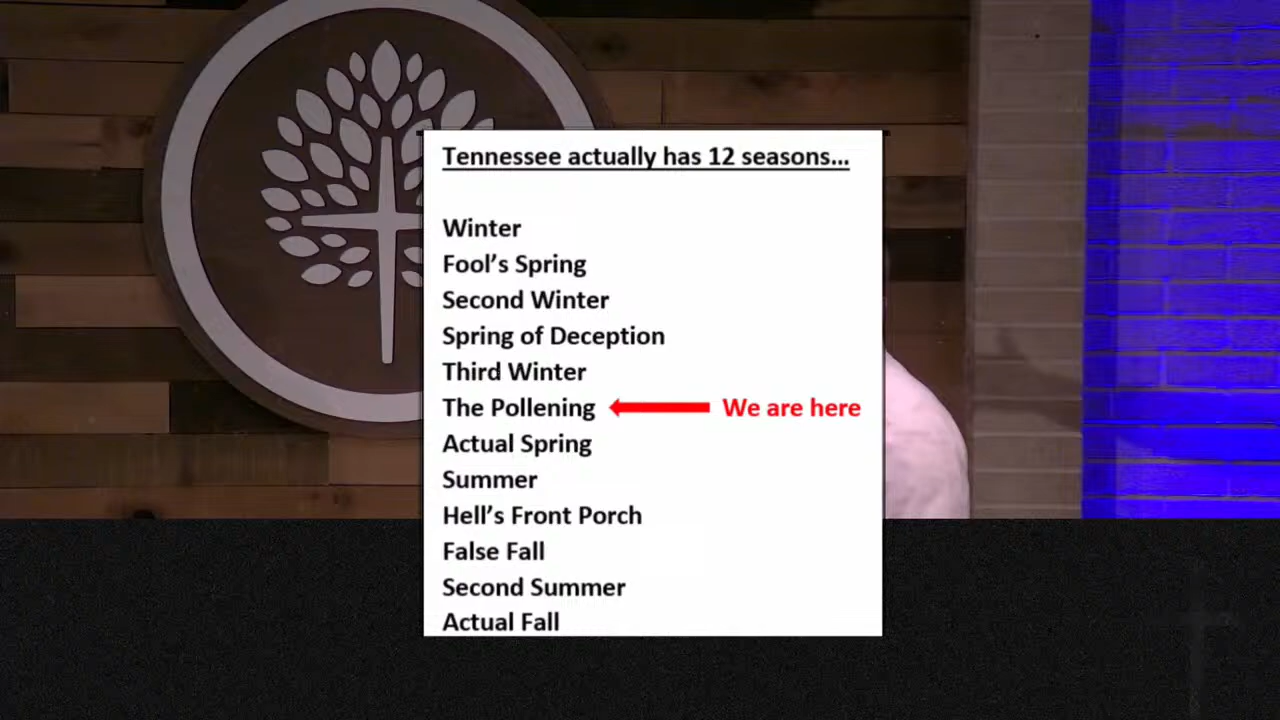 Tennessee actually has 12 seasons...
Winter
Fool's Spring
Second Winter
Spring of Deception
Third Winter
The Pollening We are here
Actual Spring
Summer
Hell's Front Porch
False Fall
Second Summer
Actual Fall